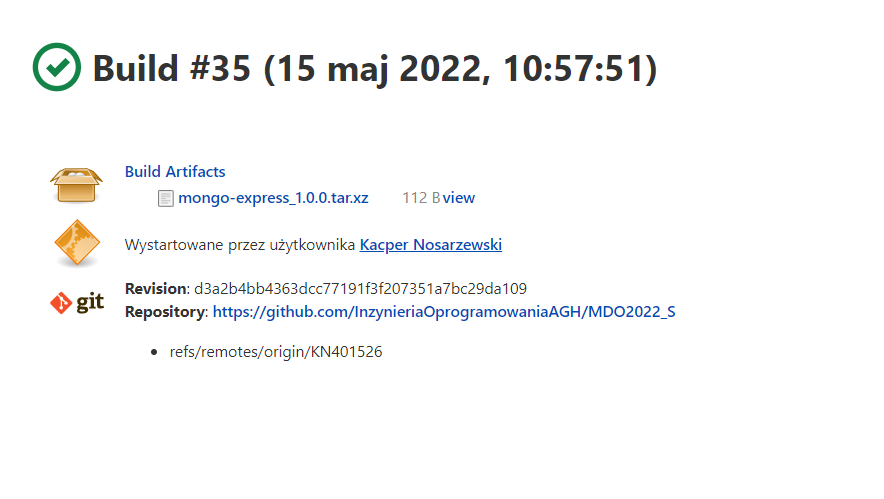 Build #35 (15 maj 2022, 10:57:51)
Build Artifacts
mongo-express_1.0.0.tar.xz 112 B view
Wystartowane przez użytkownika Kacper Nosarzewski
git
Revision: d3a2b4bb4363dcc77191f3f207351a7bc29da109
Repository: https://github.com/InzynieriaOprogramowaniaAGH/MDO2022_S
refs/remotes/origin/KN401526